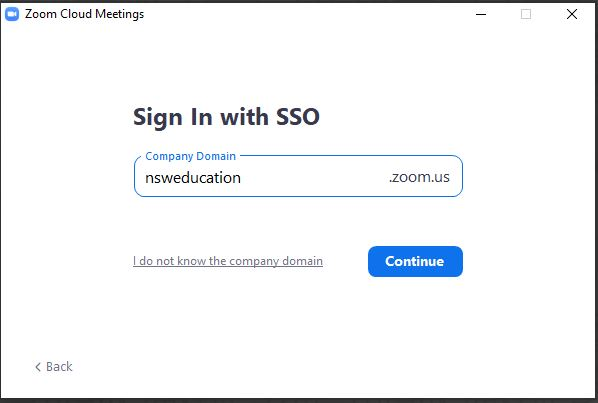 Zoom Cloud Meetings
Sign In with SSO
Company Domain
nsweducation .zoom.us
I do not know the company domain
Continue
Back